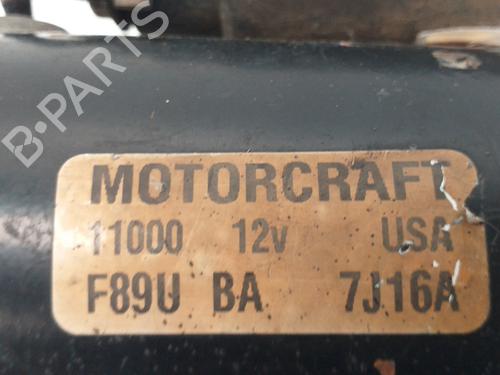 B-PARTS
MOTORCRAFT
11000 12v USA
F89U BA 7J16A